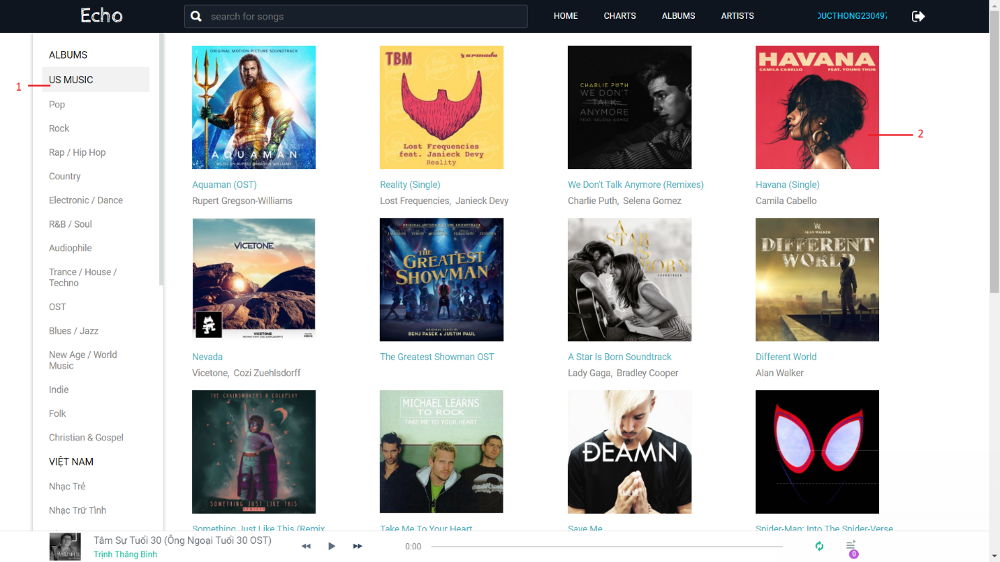 Echo
search for songs
HOME
CHARTS
ALBUMS
ARTISTS
DUCTHONG230497
ALBUMS
US MUSIC
1
Pop
Rock
Rap / Hip Hop
Country
Electronic / Dance
R&B / Soul
Audiophile
Trance / House /
Techno
OST
Blues / Jazz
New Age / World
Music
Indie
Folk
Christian & Gospel
VIỆT NAM
Nhạc Trẻ
Nhạc Trữ Tình
ORIGINAL MOTION PICTURE SOUNDTRACK
AQUAMAN
MUSIC BY RUPERT GREGSON-WILLIAMS
Aquaman (OST)
Rupert Gregson-Williams
TBM
armada
Lost Frequencies
feat. Janieck Devy
Reality
Reality (Single)
Lost Frequencies, Janieck Devy
CHARLIE PUTH
WE DON'T
TALK
ANYMORE
FEAT. SELENA GOMEZ
We Don't Talk Anymore (Remixes)
Charlie Puth, Selena Gomez
HAVANA
CAMILA CABELLO
FEAT. YOUNG THUG
2
Havana (Single)
Camila Cabello
VICETONE
VICETONE
Nevada
Vicetone, Cozi Zuehlsdorff
ORIGINAL MOTION PICTURE SOUNDTRACK
THE
GREATEST
SHOWMAN
ORIGINAL SONGS BY
BENJ PASEK & JUSTIN PAUL
The Greatest Showman OST
A
STAR
IS
BORN
SOUNDTRACK
A Star Is Born Soundtrack
Lady Gaga, Bradley Cooper
ALAN WALKER
DIFFERENT
WORLD
Different World
Alan Walker
THE CHAINSMOKERS & COLDPLAY
SOMETHING JUST LIKE THIS
Something Just Like This (Remix
MICHAEL LEARNS
TO ROCK
TAKE ME TO YOUR HEART
Take Me To Your Heart
DEAMN
SAVE ME
Save Me
Spider-Man: Into The Spider-Verse
Tâm Sự Tuổi 30 (Ông Ngoại Tuổi 30 OST)
Trịnh Thăng Bình
0:00
0